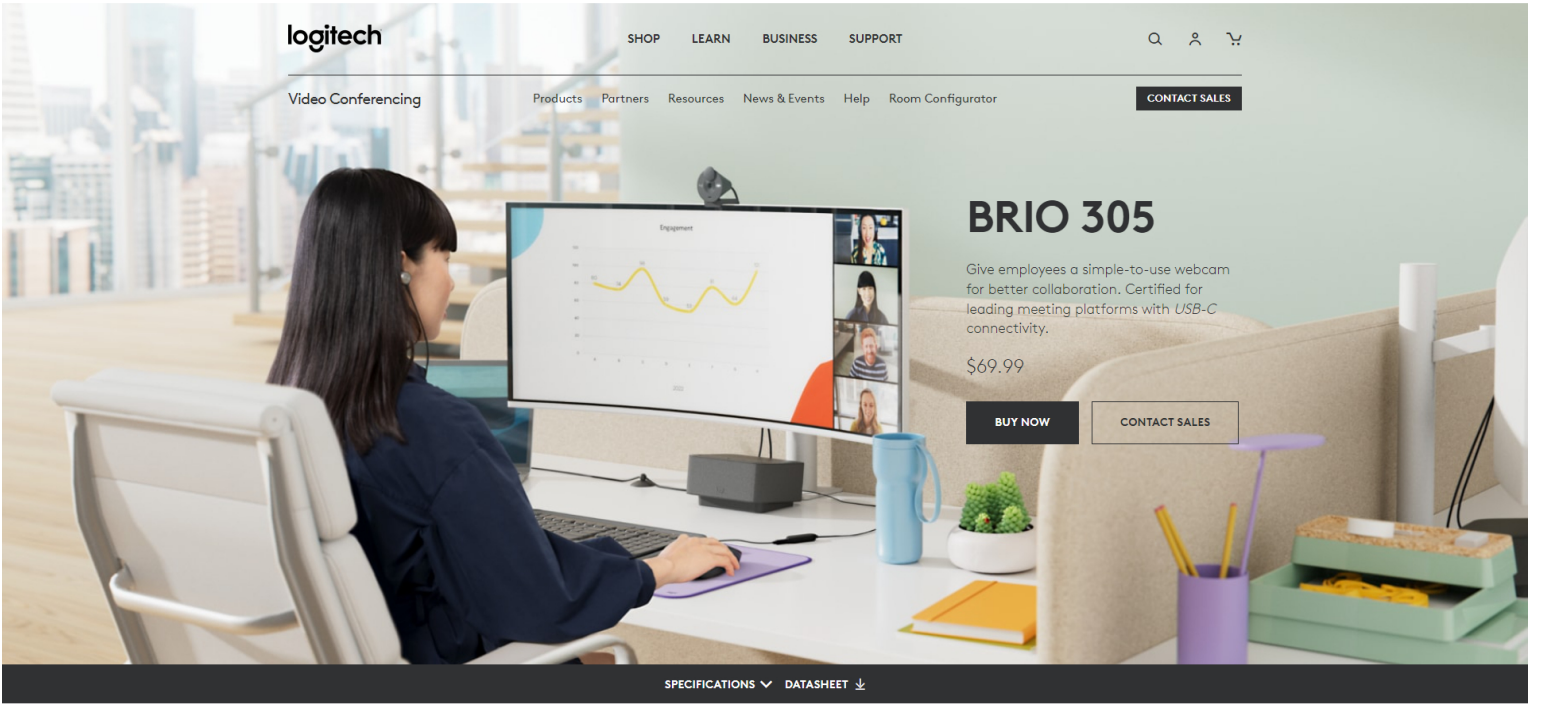 logitech
SHOP LEARN BUSINESS SUPPORT
Video Conferencing
Products Partners Resources News & Events Help Room Configurator
CONTACT SALES
Engagement
2022
BRIO 305
Give employees a simple-to-use webcam
for better collaboration. Certified for
leading meeting platforms with USB-C
connectivity.
$69.99
BUY NOW CONTACT SALES
SPECIFICATIONS DATASHEET